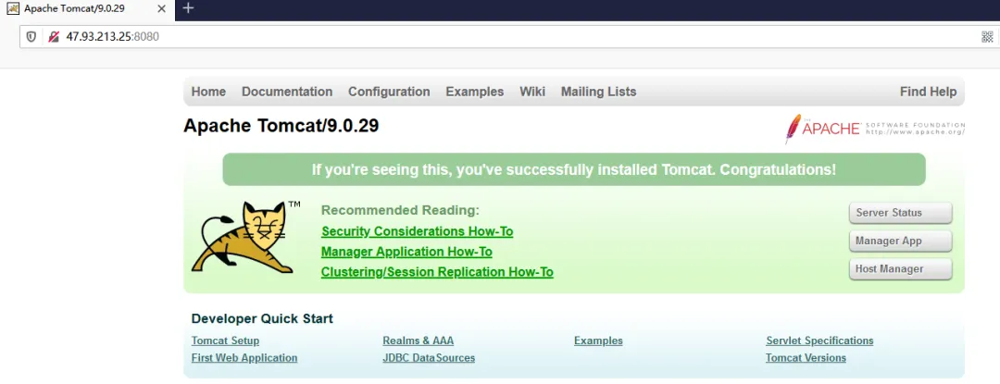 Apache Tomcat/9.0.29
47.93.213.25:8080
Home Documentation Configuration Examples Wiki Mailing Lists Find Help
Apache Tomcat/9.0.29
THE APACHE SOFTWARE FOUNDATION
http://www.apache.org/
If you're seeing this, you've successfully installed Tomcat. Congratulations!
TM
Recommended Reading:
Security Considerations How-To
Manager Application How-To
Clustering/Session Replication How-To
Server Status
Manager App
Host Manager
Developer Quick Start
Tomcat Setup Realms & AAA Examples Servlet Specifications
First Web Application JDBC DataSources Tomcat Versions